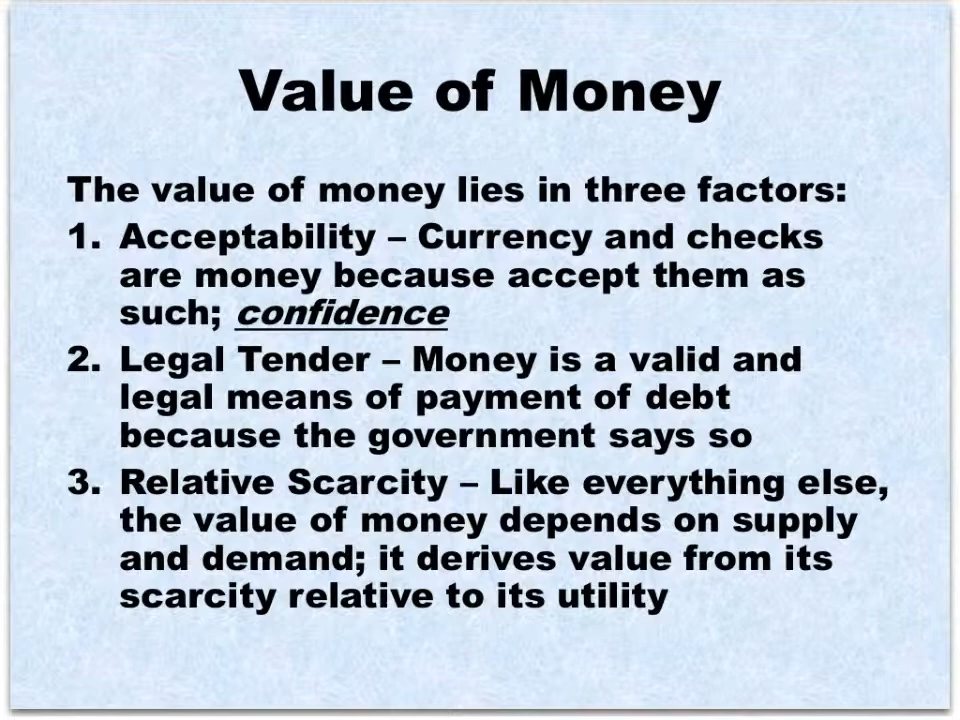 Value of Money
The value of money lies in three factors:
1. Acceptability – Currency and checks
are money because accept them as
such; confidence
2. Legal Tender – Money is a valid and
legal means of payment of debt
because the government says so
3. Relative Scarcity – Like everything else,
the value of money depends on supply
and demand; it derives value from its
scarcity relative to its utility